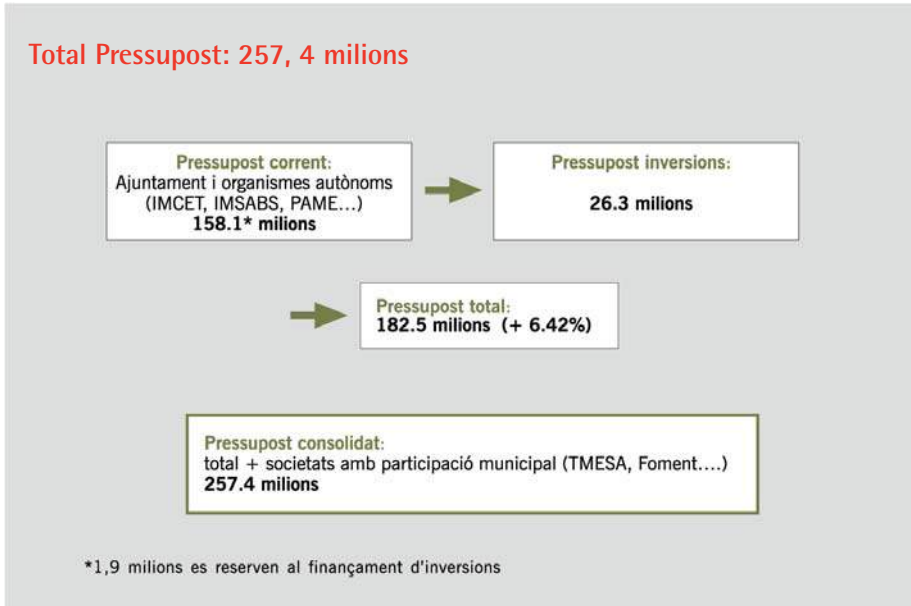 Total Pressupost: 257, 4 milions
Pressupost corrent:
Ajuntament i organismes autònoms
(IMCET, IMSABS, PAME...)
158.1* milions
Pressupost inversions:
26.3 milions
Pressupost total:
182.5 milions (+ 6.42%)
Pressupost consolidat:
total + societats amb participació municipal (TMESA, Foment....)
257.4 milions
*1,9 milions es reserven al finançament d'inversions